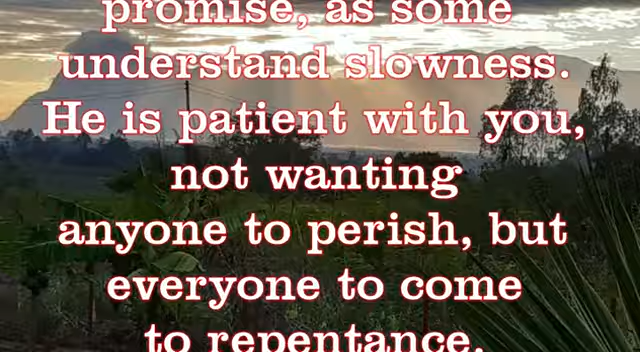 promise, as some
understand slowness.
He is patient with you,
not wanting
anyone to perish, but
everyone to come
to repentance.